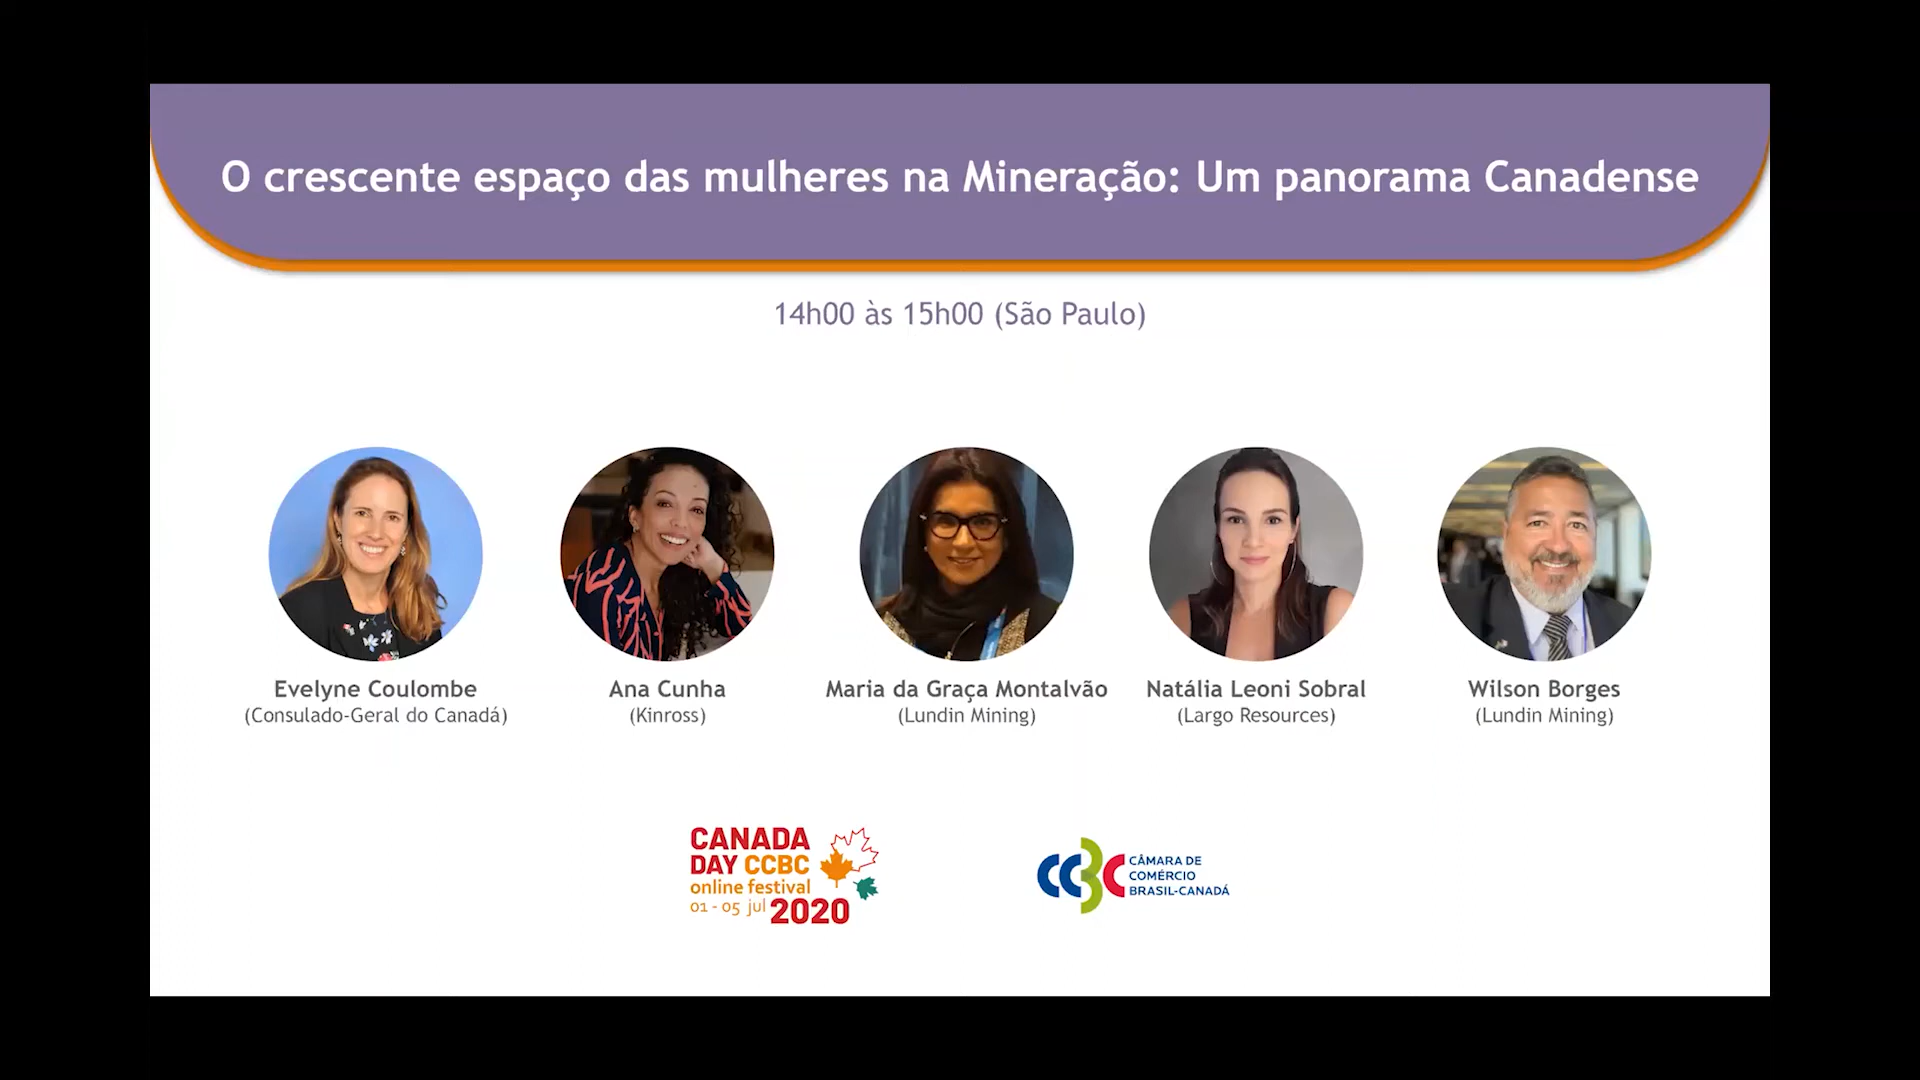 O crescente espaço das mulheres na Mineração: Um panorama Canadense
14h00 às 15h00 (São Paulo)
Evelyne Coulombe
(Consulado-Geral do Canadá)
Ana Cunha
(Kinross)
Maria da Graça Montalvão
(Lundin Mining)
Natália Leoni Sobral
(Largo Resources)
Wilson Borges
(Lundin Mining)
CANADA
DAY CCBC
online festival
01 - 05 jul 2020
CCBC
CÂMARA DE
COMÉRCIO
BRASIL-CANADÁ